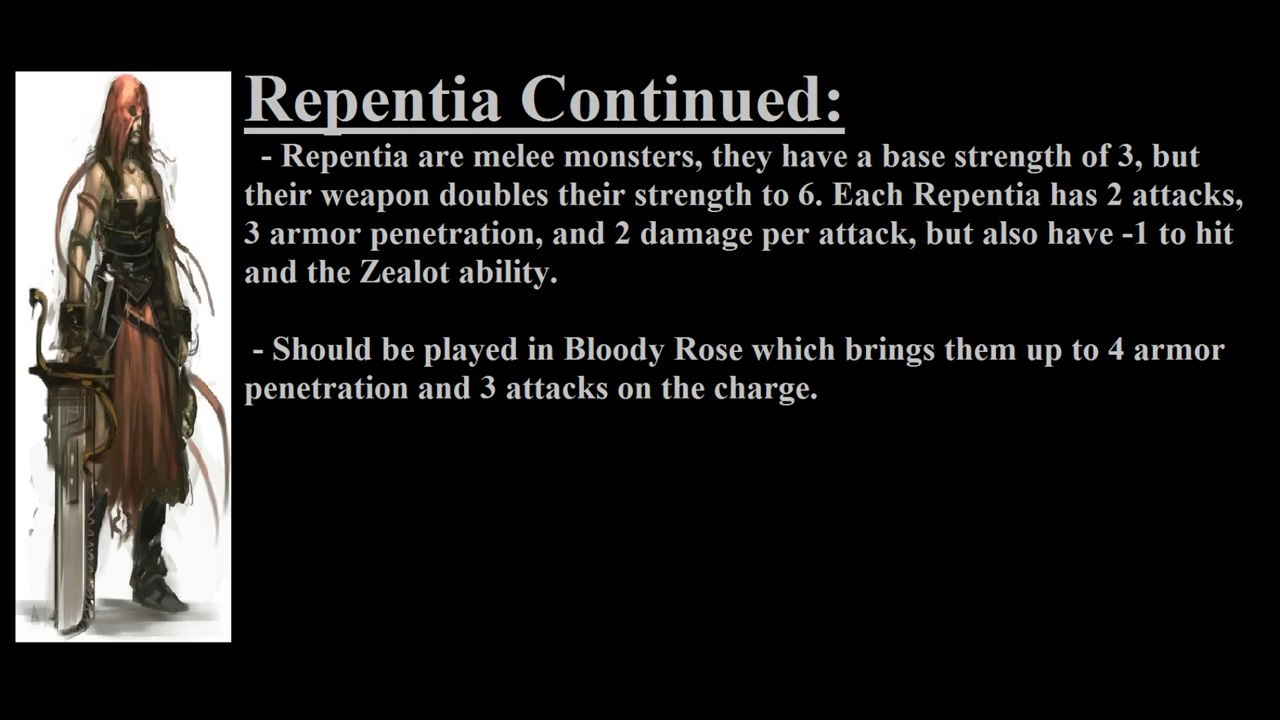 Repentia Continued:
- Repentia are melee monsters, they have a base strength of 3, but
their weapon doubles their strength to 6. Each Repentia has 2 attacks,
3 armor penetration, and 2 damage per attack, but also have -1 to hit
and the Zealot ability.
- Should be played in Bloody Rose which brings them up to 4 armor
penetration and 3 attacks on the charge.